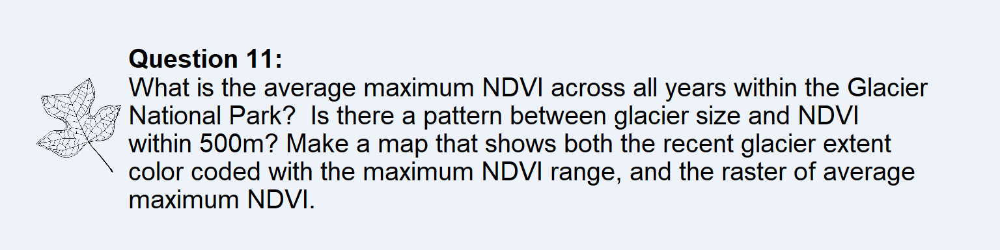 Question 11:
What is the average maximum NDVI across all years within the Glacier
National Park?  Is there a pattern between glacier size and NDVI
within 500m? Make a map that shows both the recent glacier extent
color coded with the maximum NDVI range, and the raster of average
maximum NDVI.